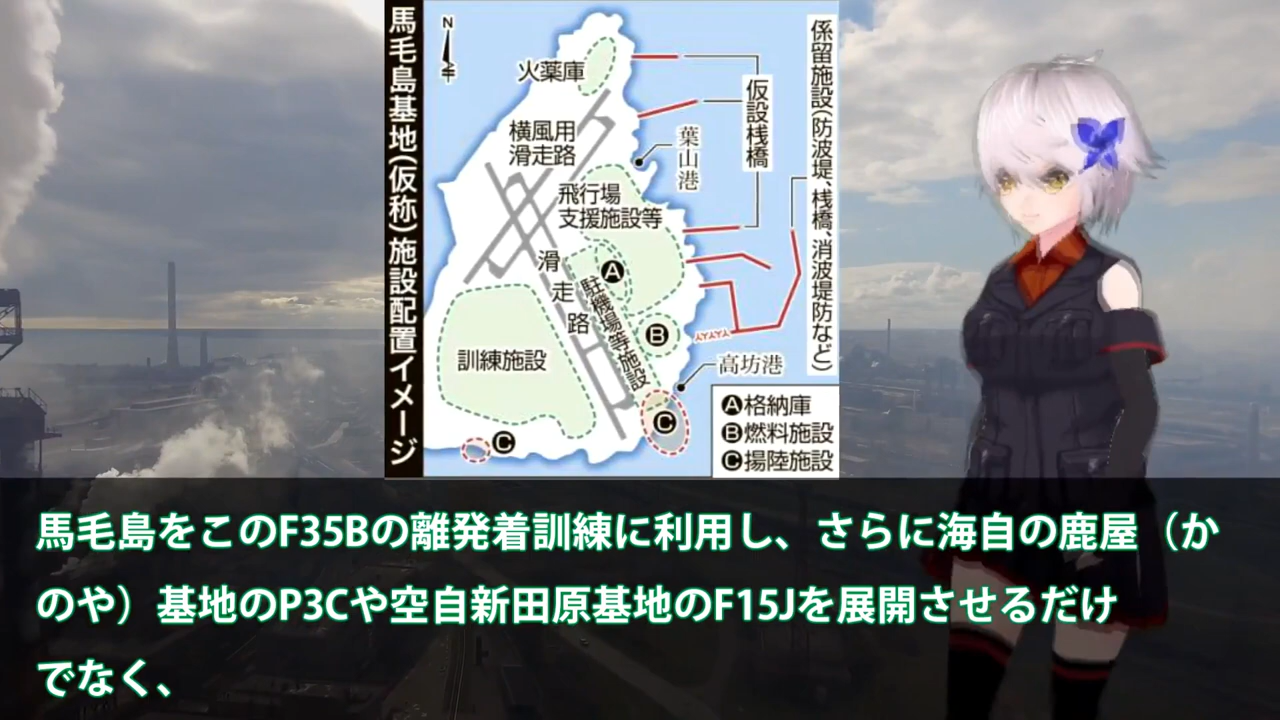 馬毛島基地(仮称)施設配置イメージ
N
火薬庫
横風用
滑走路
葉山港
仮設桟橋
係留施設(防波堤、桟橋、消波堤防など)
飛行場
支援施設等
滑走路
A
駐機場等施設
B
訓練施設
高坊港
C
C
A格納庫
B燃料施設
C揚陸施設
馬毛島をこのF35Bの離発着訓練に利用し、さらに海自の鹿屋（か
のや）基地のP3Cや空自新田原基地のF15Jを展開させるだけ
でなく、